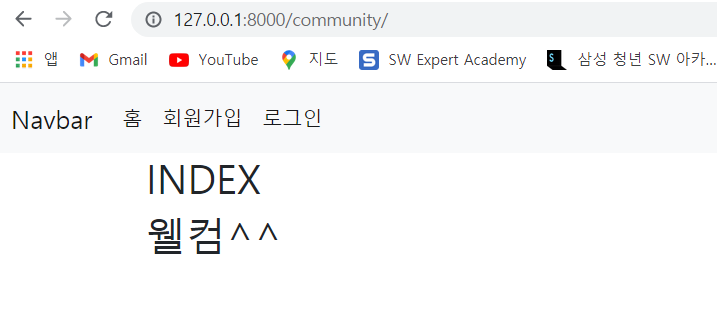 127.0.0.1:8000/community/
앱 Gmail YouTube 지도 SW Expert Academy S 삼성 청년 SW 아카...
Navbar 홈 회원가입 로그인
INDEX
웰컴^^